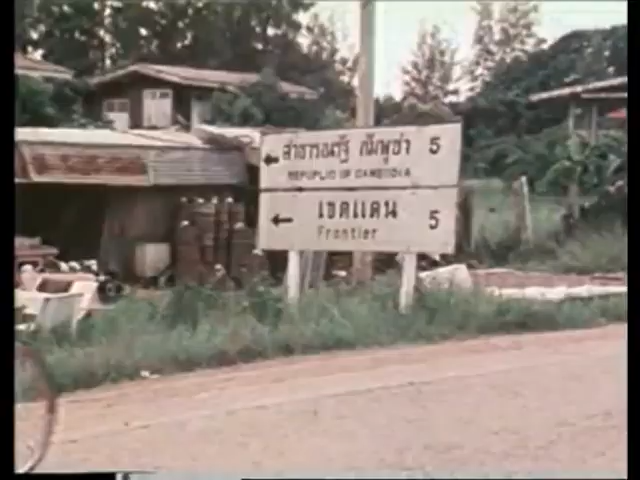 ← สาธารณรัฐ กัมพูชา 5
REPUPLIC OF CAMBODIA
← เขตแดน 5
Frontier